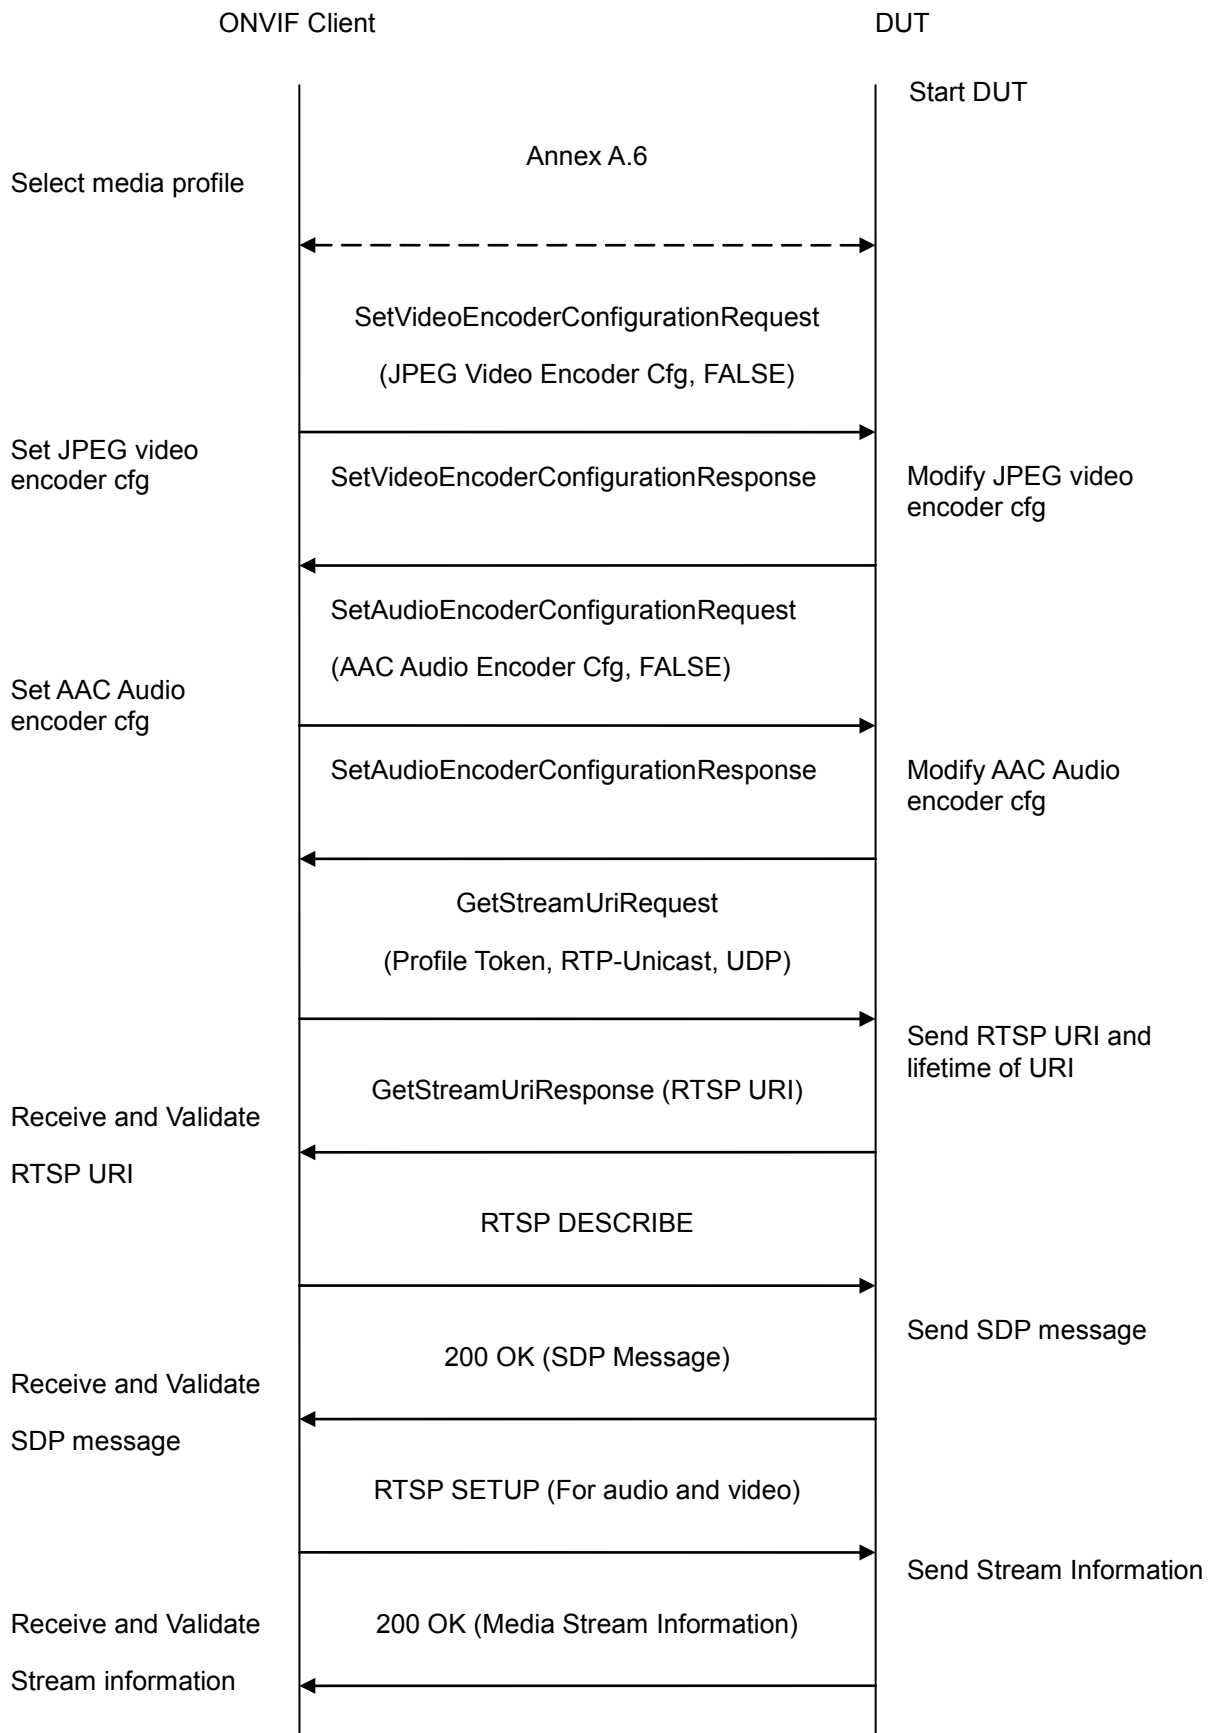 ONVIF Client
DUT
Start DUT
Annex A.6
Select media profile
SetVideoEncoderConfigurationRequest
(JPEG Video Encoder Cfg, FALSE)
Set JPEG video
encoder cfg
SetVideoEncoderConfigurationResponse
Modify JPEG video
encoder cfg
SetAudioEncoderConfigurationRequest
(AAC Audio Encoder Cfg, FALSE)
Set AAC Audio
encoder cfg
SetAudioEncoderConfigurationResponse
Modify AAC Audio
encoder cfg
GetStreamUriRequest
(Profile Token, RTP-Unicast, UDP)
Send RTSP URI and
lifetime of URI
GetStreamUriResponse (RTSP URI)
Receive and Validate
RTSP URI
RTSP DESCRIBE
Send SDP message
200 OK (SDP Message)
Receive and Validate
SDP message
RTSP SETUP (For audio and video)
Send Stream Information
200 OK (Media Stream Information)
Receive and Validate
Stream information